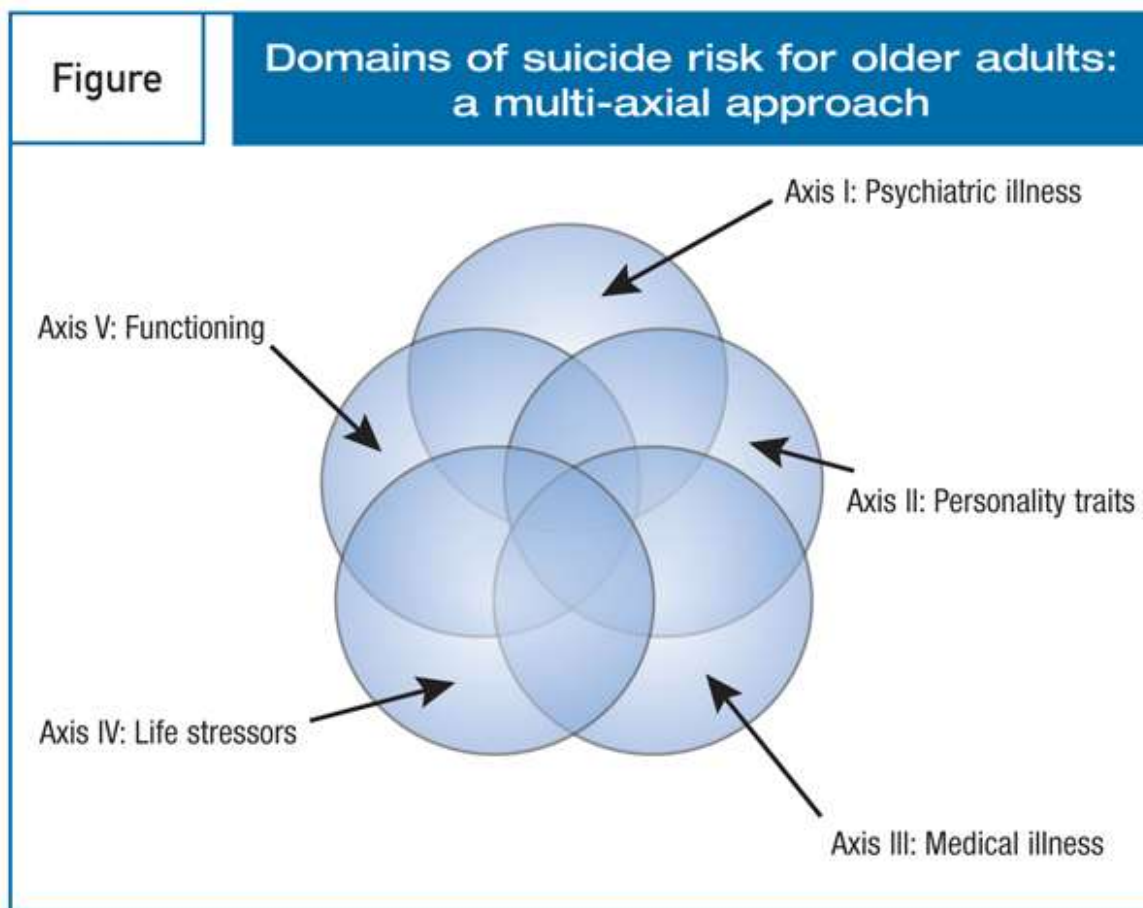 Figure
Domains of suicide risk for older adults:
a multi-axial approach
Axis I: Psychiatric illness
Axis V: Functioning
Axis II: Personality traits
Axis IV: Life stressors
Axis III: Medical illness